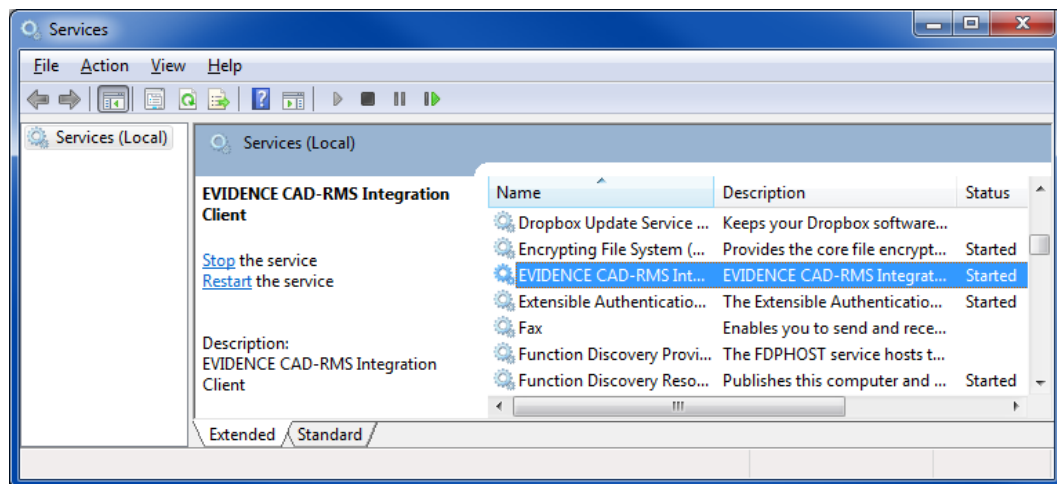 Services
File Action View Help
Services (Local)
Services (Local)
EVIDENCE CAD-RMS Integration
Client
Stop the service
Restart the service
Description:
EVIDENCE CAD-RMS Integration
Client
Name Description Status
Dropbox Update Service ... Keeps your Dropbox software...
Encrypting File System (... Provides the core file encrypt... Started
EVIDENCE CAD-RMS Int... EVIDENCE CAD-RMS Integrat... Started
Extensible Authenticatio... The Extensible Authenticatio... Started
Fax Enables you to send and rece...
Function Discovery Provi... The FDPHOST service hosts t...
Function Discovery Reso... Publishes this computer and ... Started
Extended Standard